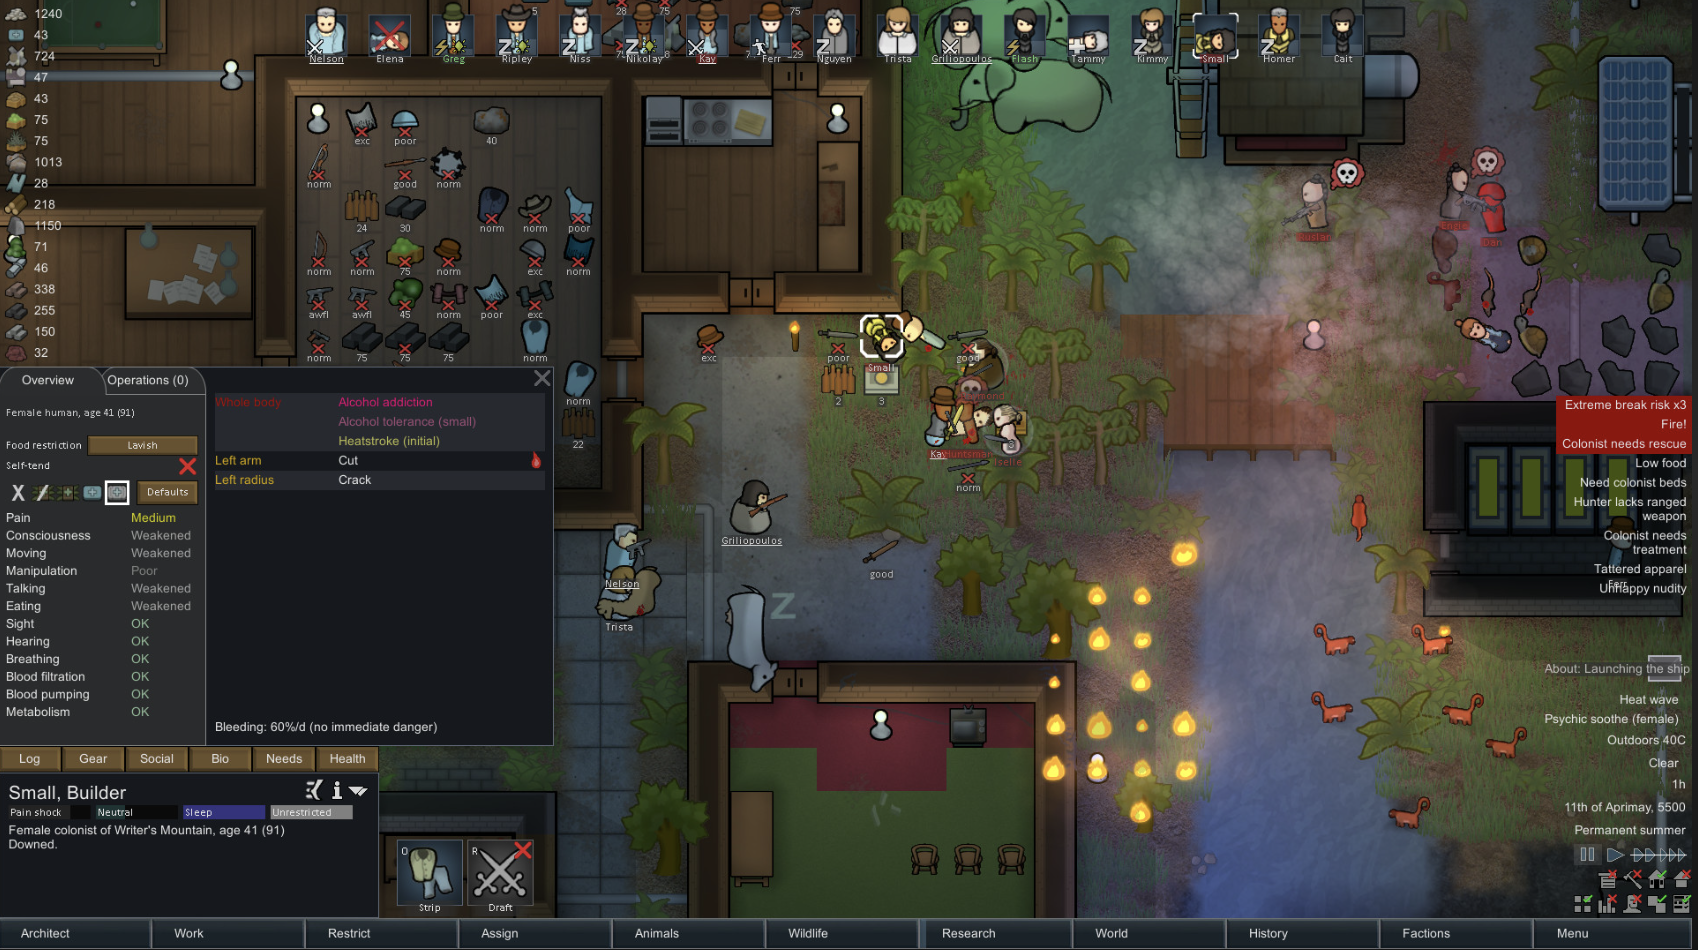 1240
43
724
47
43
75
75
1013
28
218
1150
71
46
338
255
150
32
5
28
75
75
29
Nelson
Elena
Greg
Ripley
Niss
Nikolay
Kay
Ferr
Nguyen
Trista
Griliopoulos
Flash
Tammy
Kimmy
Small
Homer
Cait
exc
poor
40
norm
good
norm
24
30
norm
norm
poor
norm
norm
75
norm
exc
norm
awfl
awfl
45
norm
poor
exc
norm
75
75
75
norm
norm
22
exc
poor
Small
good
2
3
Huntsman
norm
good
Griliopoulos
Nelson
Trista
Dan
Overview
Operations (0)
Female human, age 41 (91)
Food restriction
Lavish
Self-tend
Defaults
Pain
Medium
Consciousness
Weakened
Moving
Weakened
Manipulation
Poor
Talking
Weakened
Eating
Weakened
Sight
OK
Hearing
OK
Breathing
OK
Blood filtration
OK
Blood pumping
OK
Metabolism
OK
Whole body
Alcohol addiction
Alcohol tolerance (small)
Heatstroke (initial)
Left arm
Cut
Left radius
Crack
Bleeding: 60%/d (no immediate danger)
Log
Gear
Social
Bio
Needs
Health
Small, Builder
Pain shock
Neutral
Sleep
Unrestricted
Female colonist of Writer's Mountain, age 41 (91)
Downed.
O
Strip
R
Draft
Extreme break risk x3
Fire!
Colonist needs rescue
Low food
Need colonist beds
Hunter lacks ranged
weapon
Colonist needs
treatment
Tattered apparel
Ferr
Unhappy nudity
About: Launching the ship
Heat wave
Psychic soothe (female)
Outdoors 40C
Clear
1h
11th of Aprimay, 5500
Permanent summer
Architect
Work
Restrict
Assign
Animals
Wildlife
Research
World
History
Factions
Menu